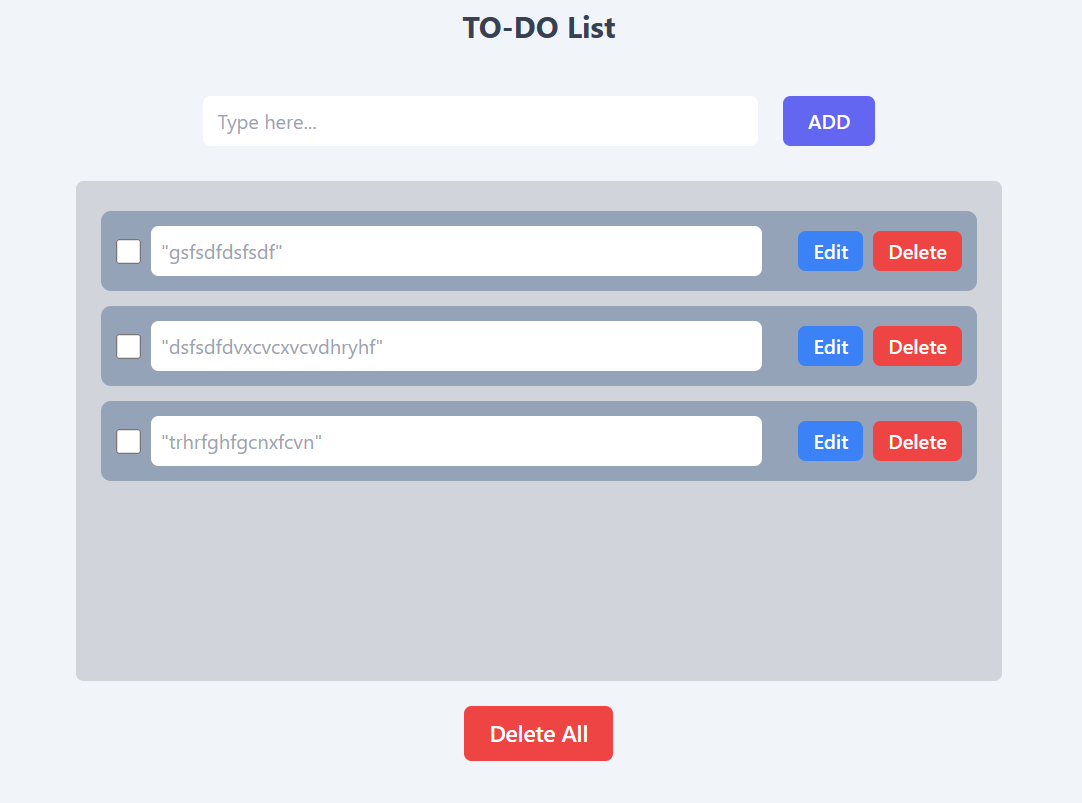 TO-DO List
Type here...
ADD
"gsfsdfdsfsdf"
Edit
Delete
"dsfsdfdvxcvcxvcvdhryhf"
Edit
Delete
"trhrfghfgcnxfcvn"
Edit
Delete
Delete All